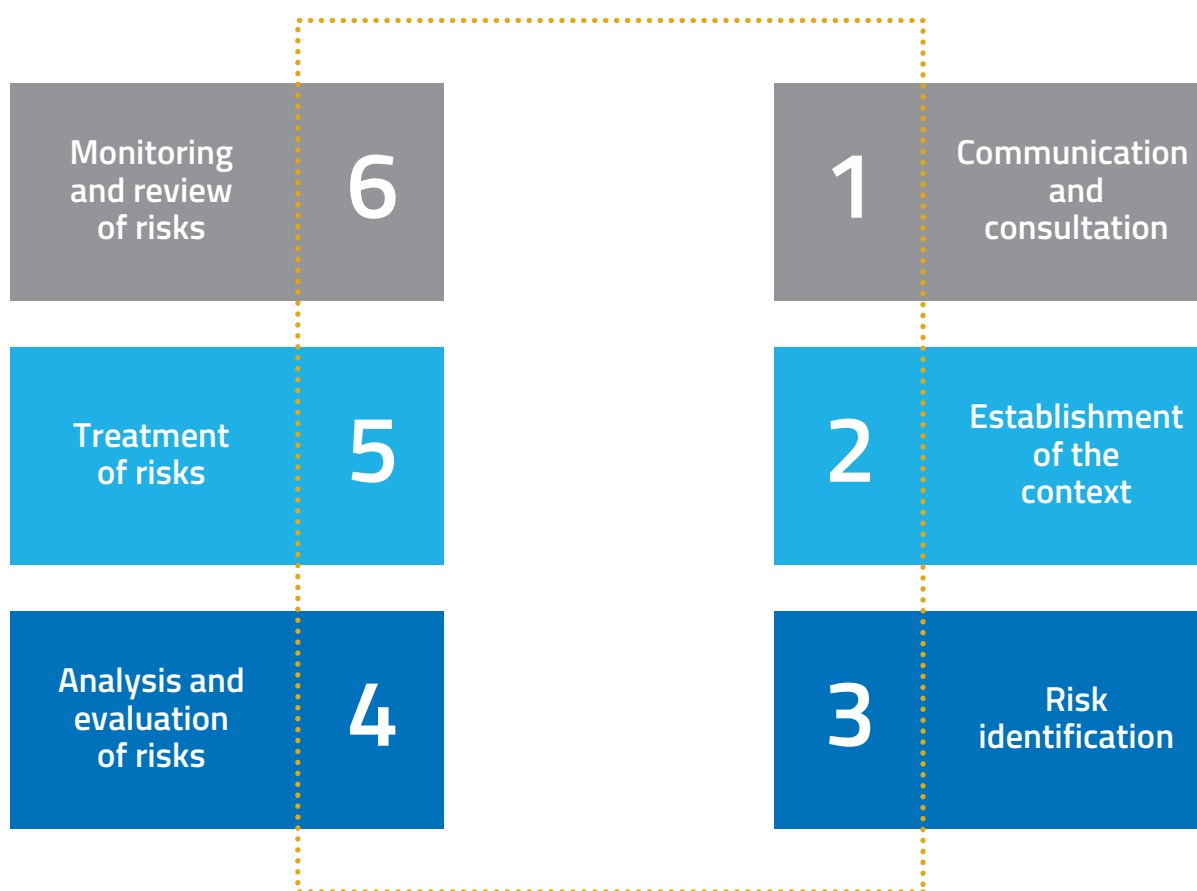 1
Communication
and
consultation
2
Establishment
of the
context
3
Risk
identification
4
Analysis and
evaluation
of risks
5
Treatment
of risks
6
Monitoring
and review
of risks